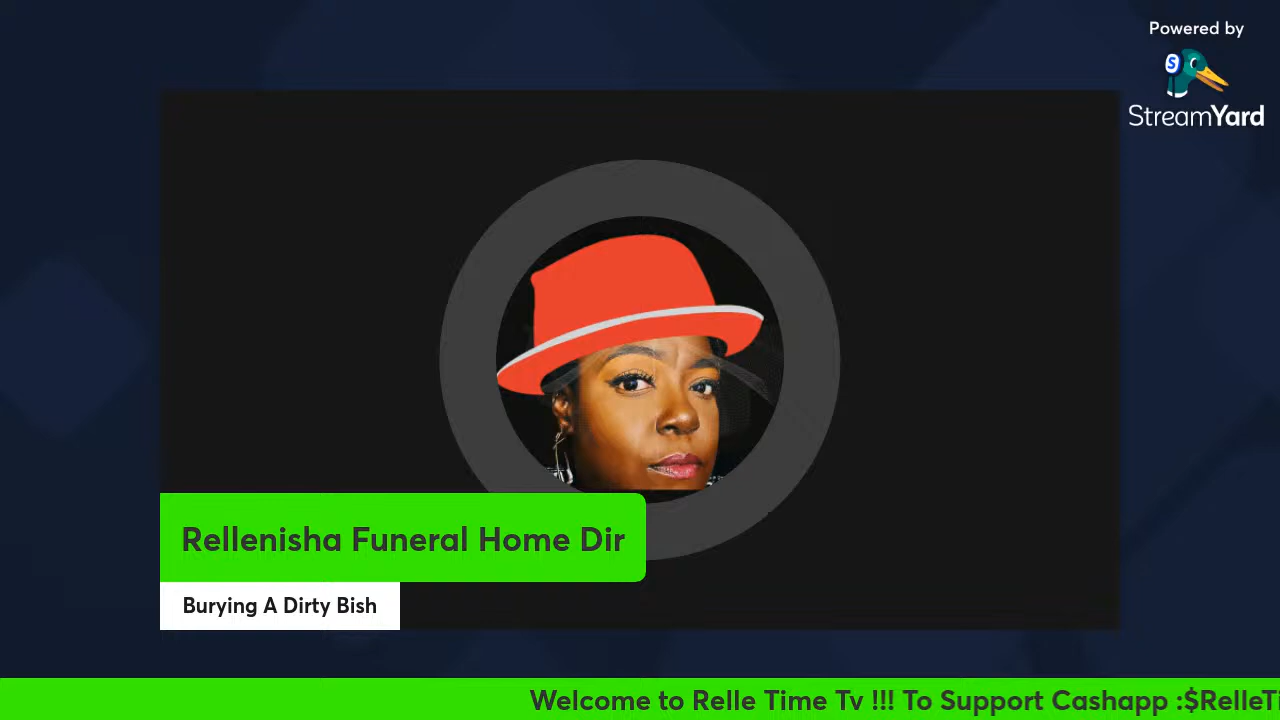 Powered by
S
StreamYard
Rellenisha Funeral Home Dir
Burying A Dirty Bish
Welcome to Relle Time Tv !!! To Support Cashapp :$RelleTi